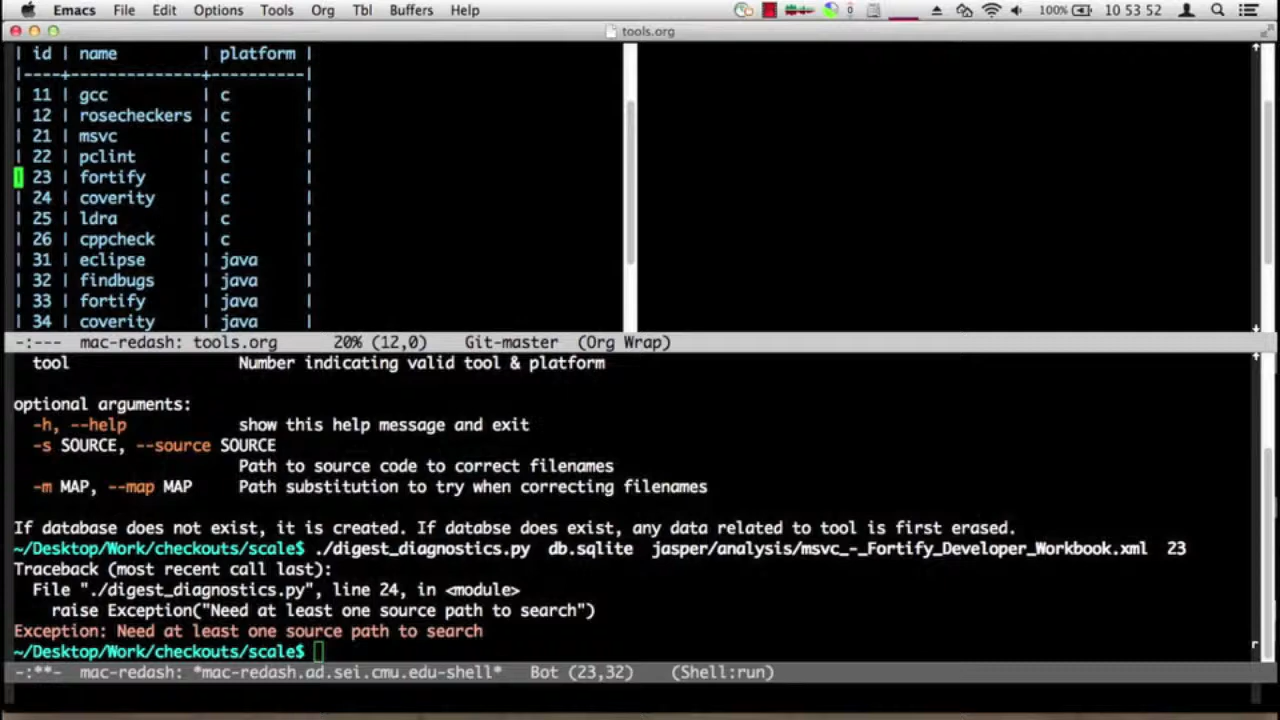 Emacs File Edit Options Tools Org Tbl Buffers Help 100% 10 53 52
tools.org
| id | name | platform |
|----+--------------+----------|
| 11 | gcc | c |
| 12 | rosecheckers | c |
| 21 | msvc | c |
| 22 | pclint | c |
| 23 | fortify | c |
| 24 | coverity | c |
| 25 | ldra | c |
| 26 | cppcheck | c |
| 31 | eclipse | java |
| 32 | findbugs | java |
| 33 | fortify | java |
| 34 | coverity | java |
-:--- mac-redash: tools.org 20% (12,0) Git-master (Org Wrap)
tool Number indicating valid tool & platform
optional arguments:
-h, --help show this help message and exit
-s SOURCE, --source SOURCE
Path to source code to correct filenames
-m MAP, --map MAP Path substitution to try when correcting filenames
If database does not exist, it is created. If databse does exist, any data related to tool is first erased.
~/Desktop/Work/checkouts/scale$ ./digest_diagnostics.py db.sqlite jasper/analysis/msvc_-_Fortify_Developer_Workbook.xml 23
Traceback (most recent call last):
File "./digest_diagnostics.py", line 24, in <module>
raise Exception("Need at least one source path to search")
Exception: Need at least one source path to search
~/Desktop/Work/checkouts/scale$
-:**- mac-redash: *mac-redash.ad.sei.cmu.edu-shell* Bot (23,32) (Shell:run)